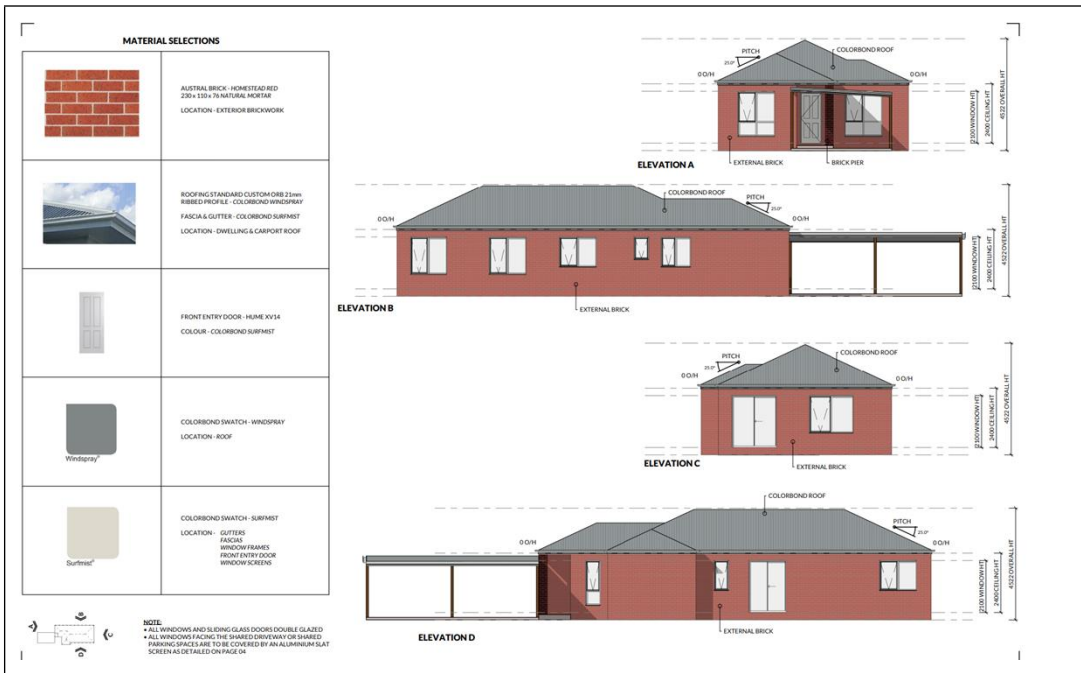 MATERIAL SELECTIONS
AUSTRAL BRICK - HOMESTEAD RED
230 x 110 x 76 NATURAL MORTAR
LOCATION - EXTERIOR BRICKWORK
ROOFING STANDARD CUSTOM ORB 21mm
RIBBED PROFILE - COLORBOND WINDSPRAY
FASCIA & GUTTER - COLORBOND SURFMIST
LOCATION - DWELLING & CARPORT ROOF
FRONT ENTRY DOOR - HUME XV14
COLOUR - COLORBOND SURFMIST
Windspray®
COLORBOND SWATCH - WINDSPRAY
LOCATION - ROOF
Surfmist®
COLORBOND SWATCH - SURFMIST
LOCATION - GUTTERS
FASCIAS
WINDOW FRAMES
FRONT ENTRY DOOR
WINDOW SCREENS
A
B
C
D
NOTE:
• ALL WINDOWS AND SLIDING GLASS DOORS DOUBLE GLAZED
• ALL WINDOWS FACING THE SHARED DRIVEWAY OR SHARED
PARKING SPACES ARE TO BE COVERED BY AN ALUMINIUM SLAT
SCREEN AS DETAILED ON PAGE 04
PITCH
25.0°
COLORBOND ROOF
0 O/H
0 O/H
2100 WINDOW HT
2400 CEILING HT
4522 OVERALL HT
ELEVATION A
EXTERNAL BRICK
BRICK PIER
COLORBOND ROOF
PITCH
25.0°
0 O/H
0 O/H
2100 WINDOW HT
2400 CEILING HT
4522 OVERALL HT
ELEVATION B
EXTERNAL BRICK
PITCH
25.0°
COLORBOND ROOF
0 O/H
0 O/H
2100 WINDOW HT
2400 CEILING HT
4522 OVERALL HT
ELEVATION C
EXTERNAL BRICK
COLORBOND ROOF
PITCH
25.0°
0 O/H
0 O/H
2100 WINDOW HT
2400 CEILING HT
4522 OVERALL HT
ELEVATION D
EXTERNAL BRICK